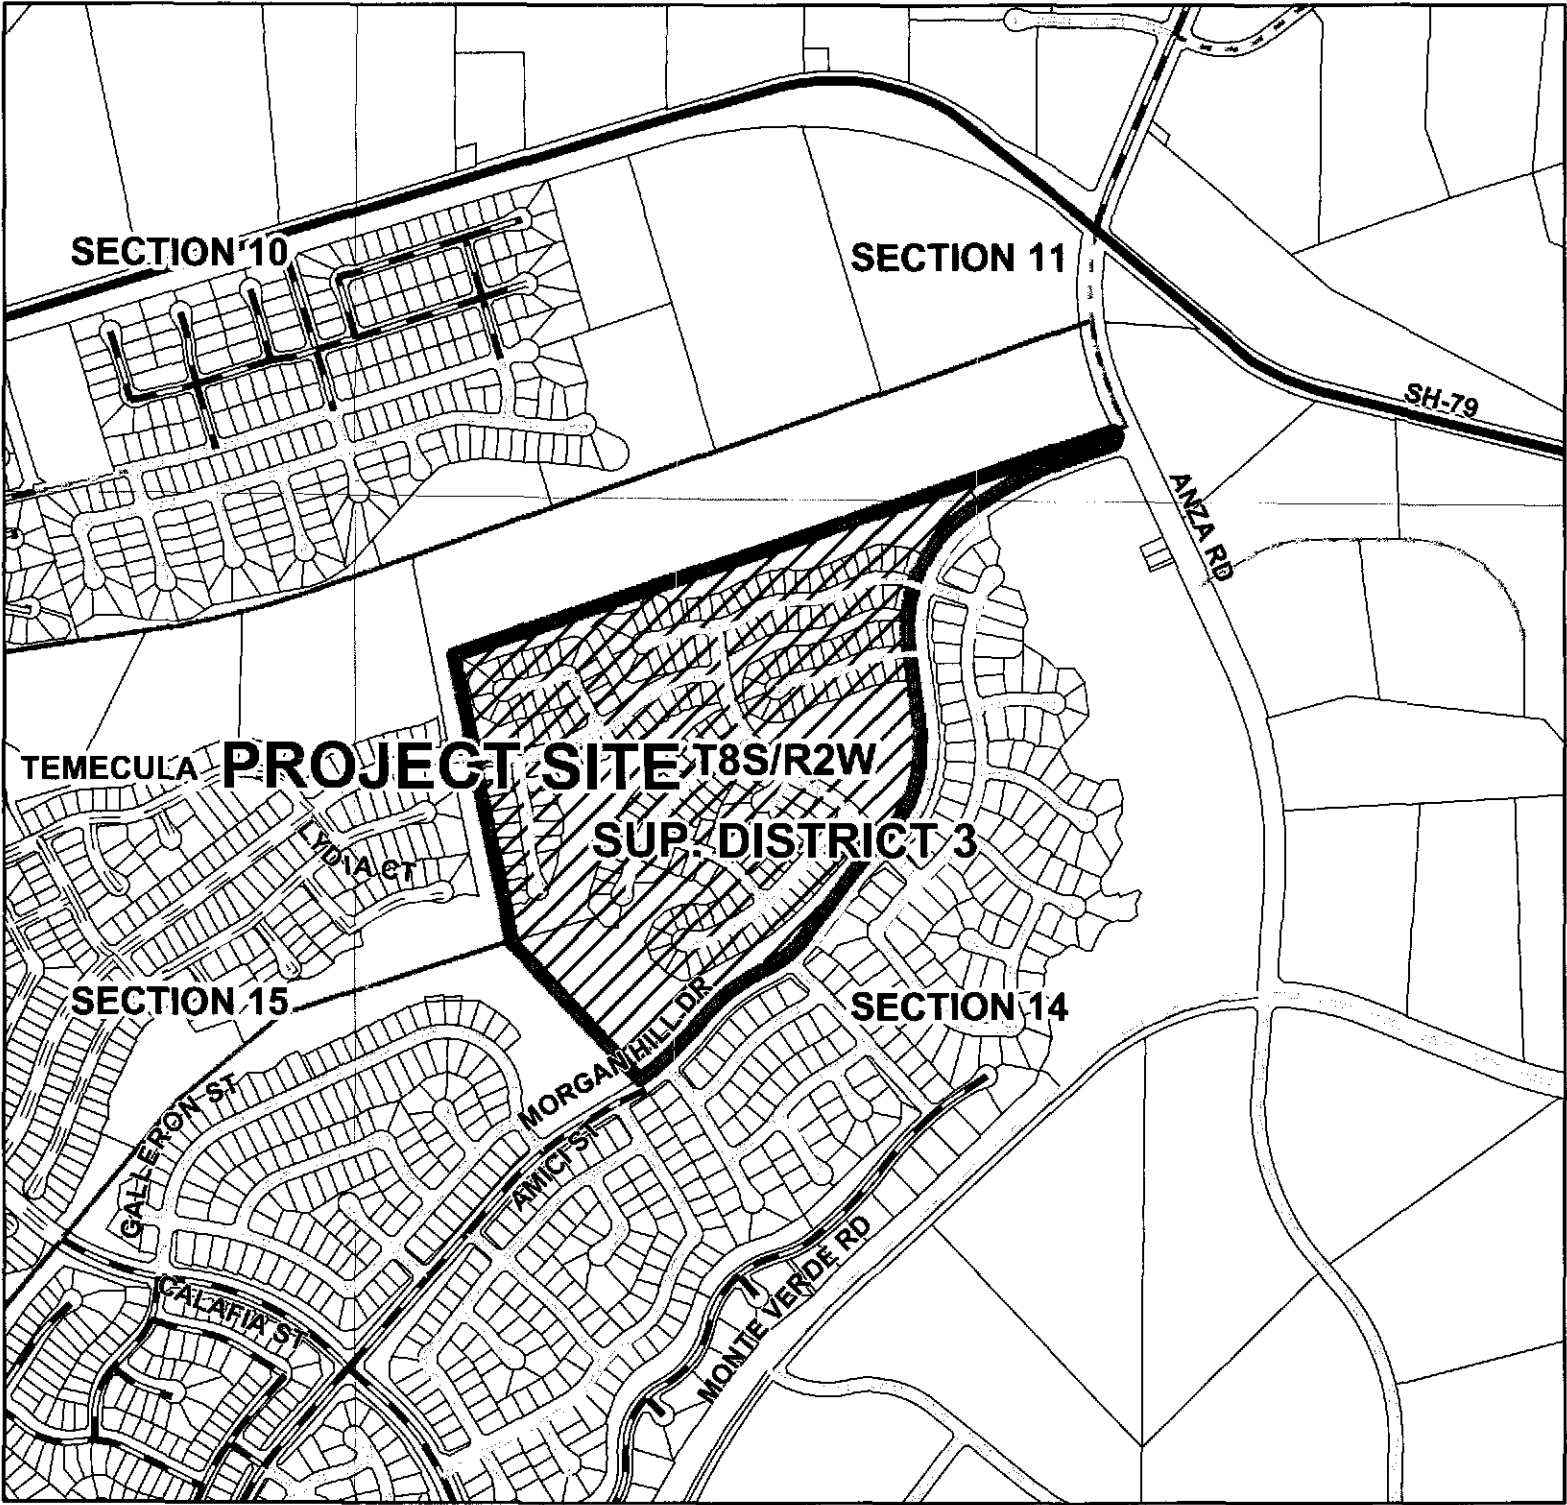 SECTION 10
SECTION 11
SH-79
ANZA RD
TEMECULA
PROJECT SITE
T8S/R2W
LYDIA CT
SUP. DISTRICT 3
SECTION 15
SECTION 14
MORGAN HILL DR
GALLERON ST
AMICI ST
CALAFIA ST
MONTE VERDE RD